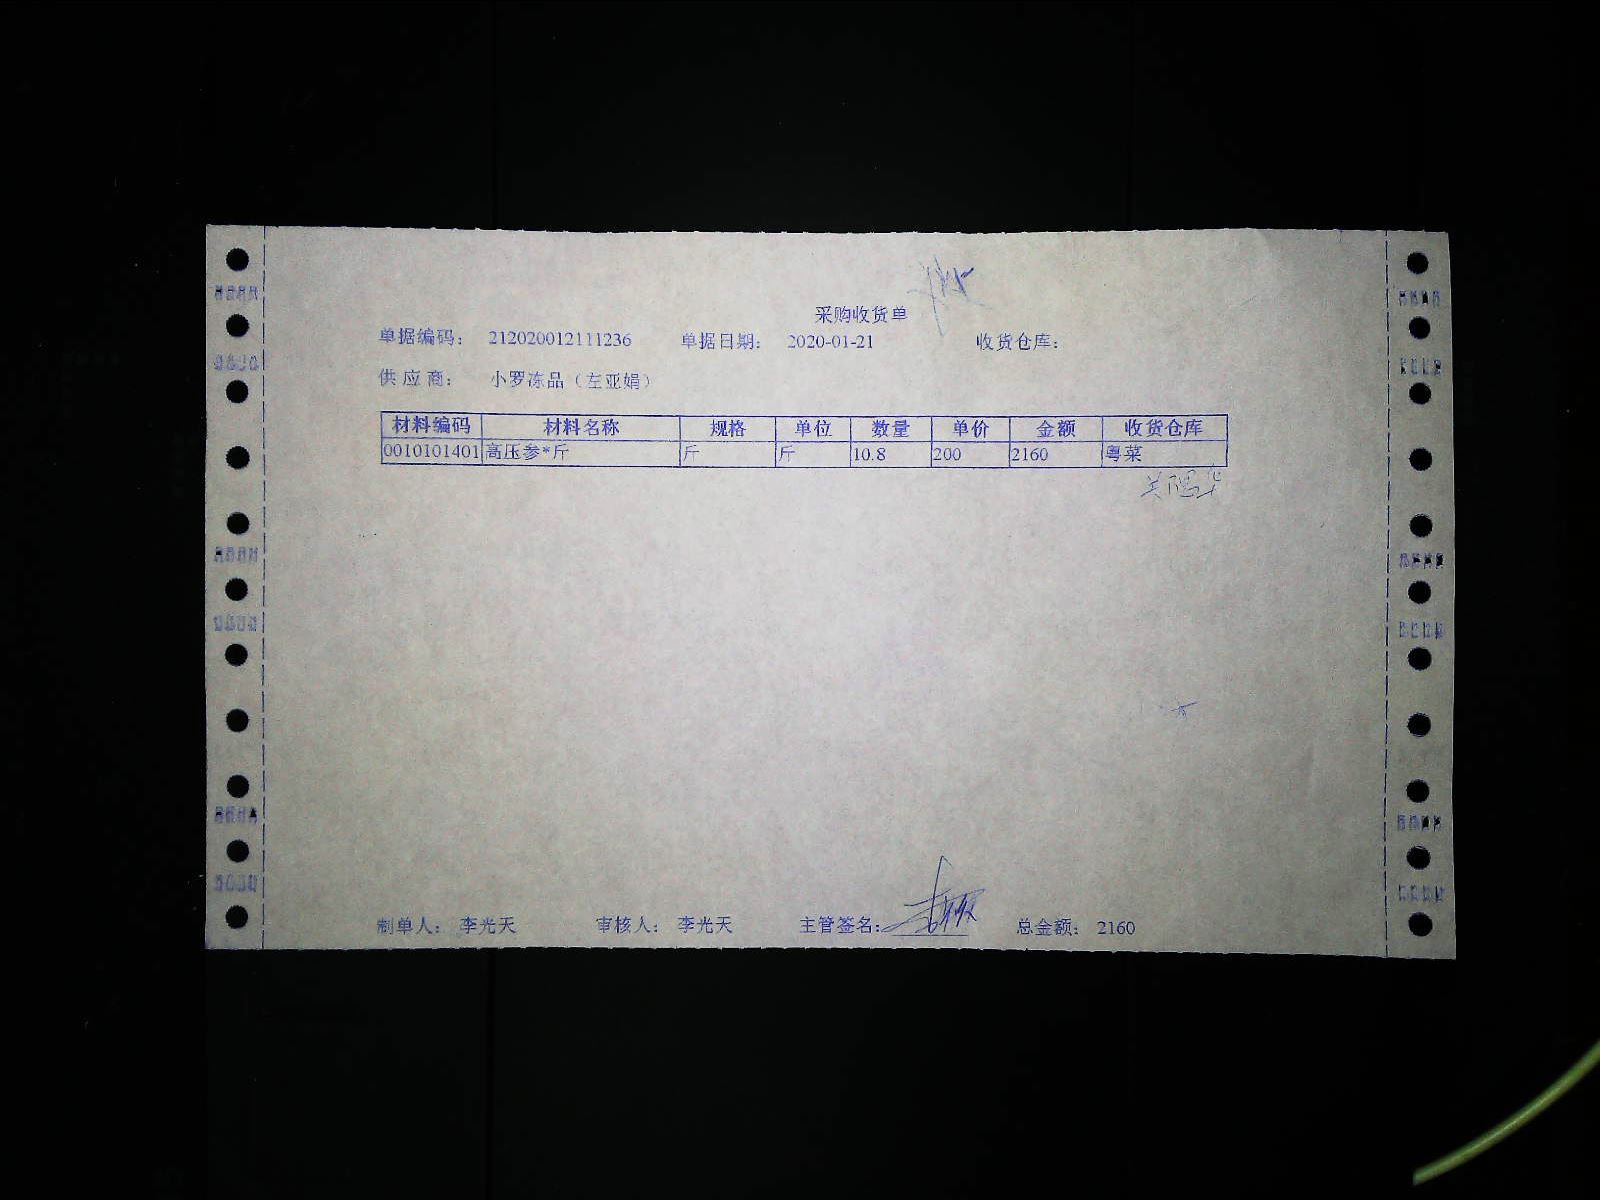 采购收货单
单据编码： 212020012111236 单据日期： 2020-01-21 收货仓库：
供 应 商： 小罗冻品（左亚娟）
材料编码 材料名称 规格 单位 数量 单价 金额 收货仓库
0010101401 高压参*斤 斤 斤 10.8 200 2160 粤菜
制单人： 李光天 审核人： 李光天 主管签名： 总金额： 2160